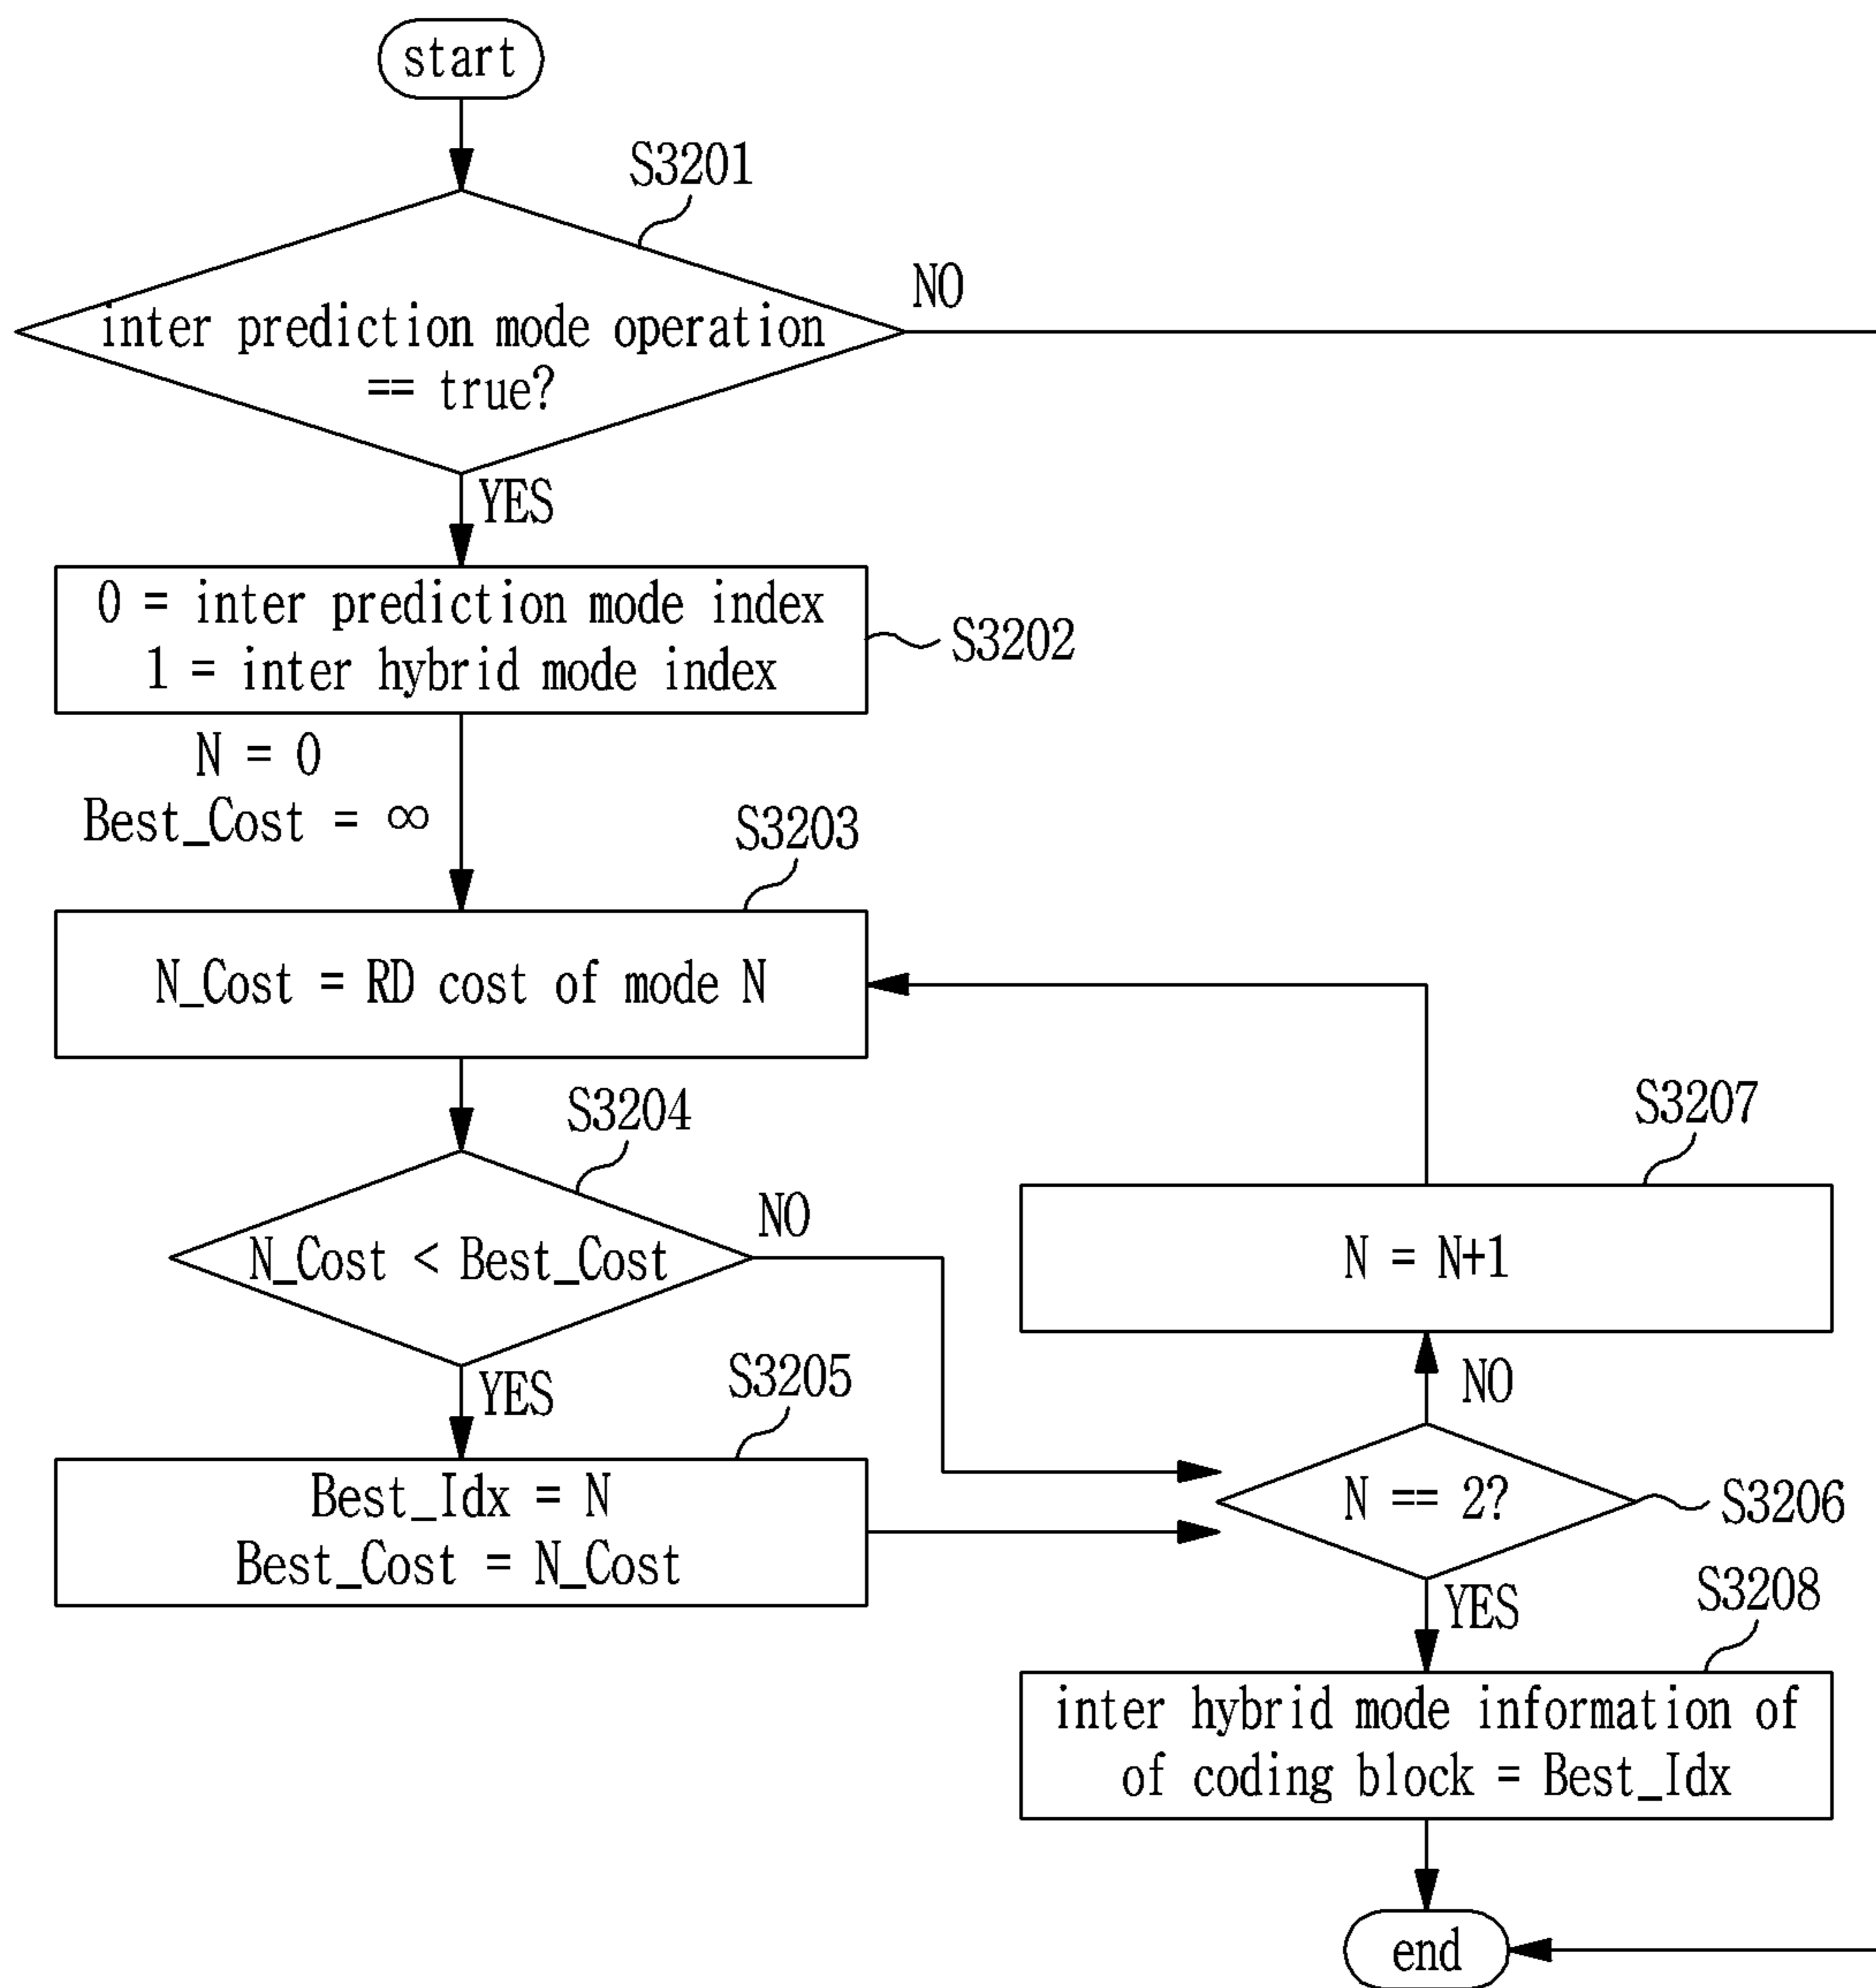 start
S3201
inter prediction mode operation
== true?
NO
YES
0 = inter prediction mode index
1 = inter hybrid mode index
S3202
N = 0
Best_Cost = ∞
S3203
N_Cost = RD cost of mode N
S3204
N_Cost < Best_Cost
NO
YES
S3205
Best_Idx = N
Best_Cost = N_Cost
S3207
N = N+1
NO
N == 2?
S3206
YES
S3208
inter hybrid mode information of
of coding block = Best_Idx
end